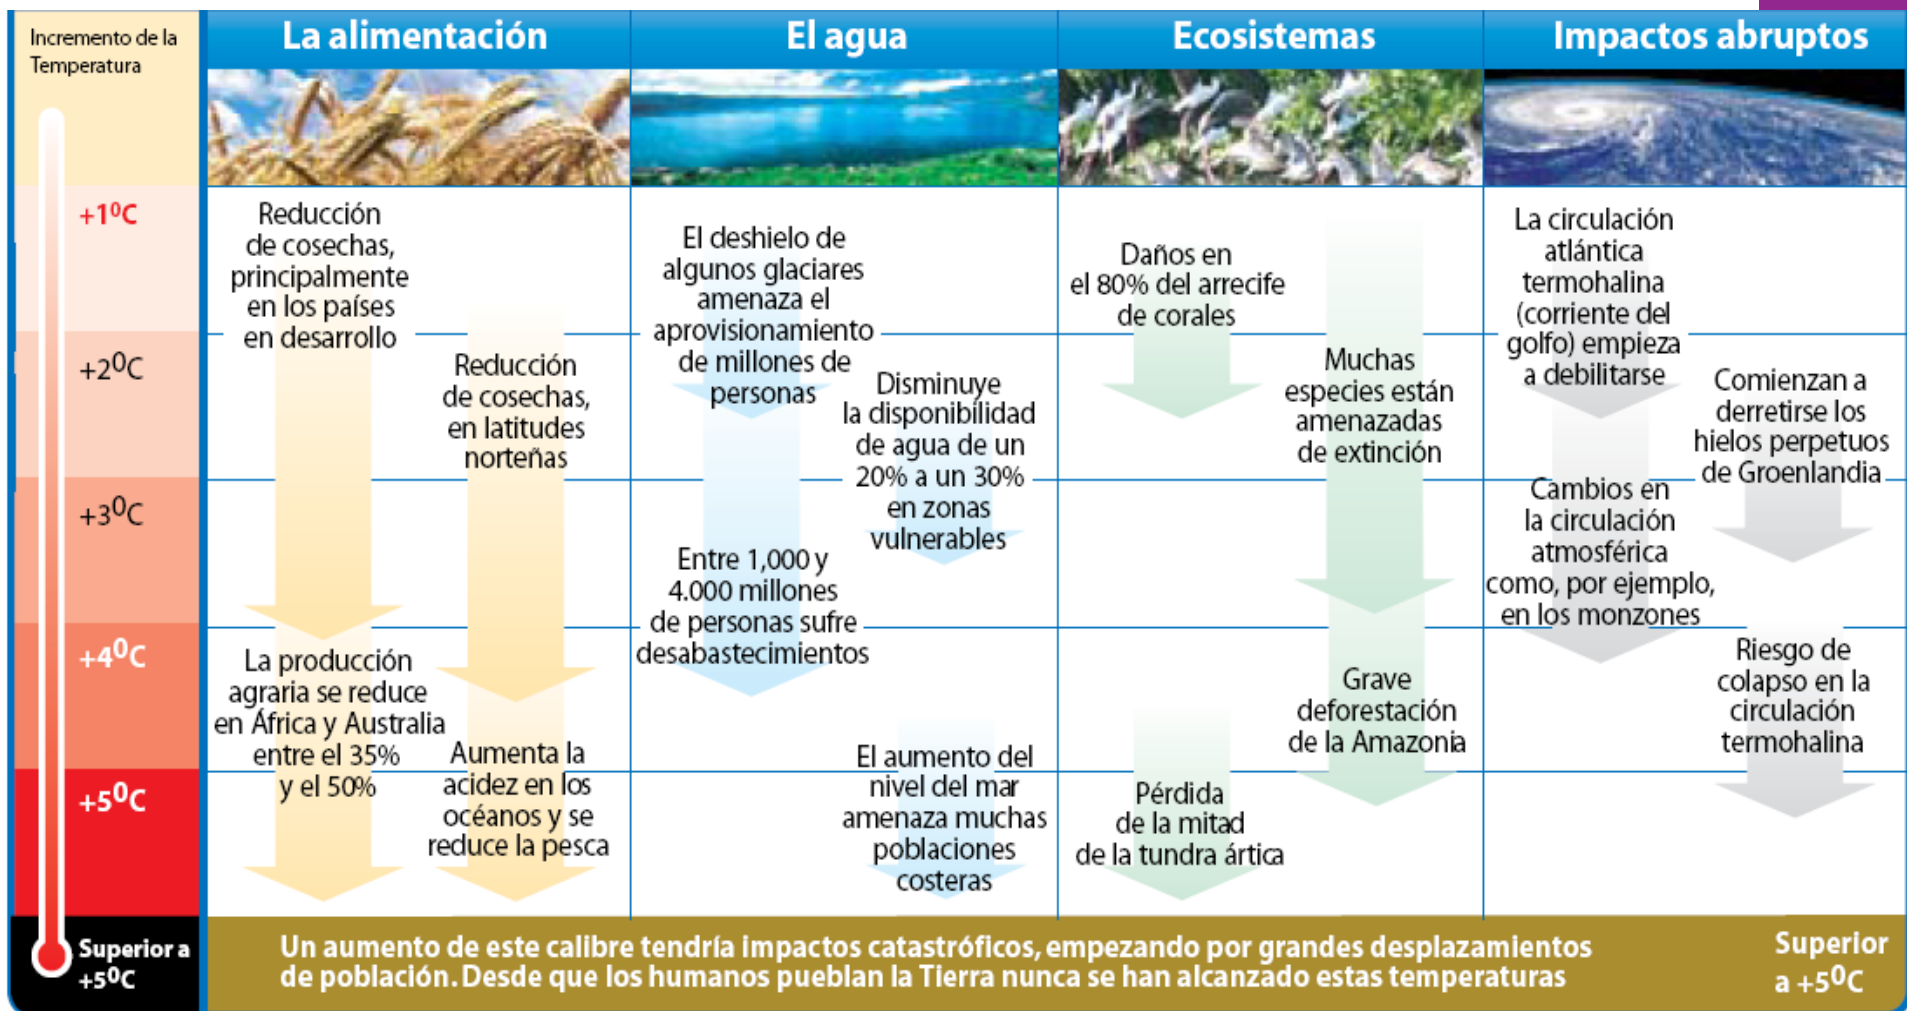 Incremento de la
Temperatura
La alimentación
El agua
Ecosistemas
Impactos abruptos
+1⁰C
+2⁰C
+3⁰C
+4⁰C
+5⁰C
Superior a
+5⁰C
Reducción
de cosechas,
principalmente
en los países
en desarrollo
Reducción
de cosechas,
en latitudes
norteñas
La producción
agraria se reduce
en África y Australia
entre el 35%
y el 50%
Aumenta la
acidez en los
océanos y se
reduce la pesca
El deshielo de
algunos glaciares
amenaza el
aprovisionamiento
de millones de
personas
Disminuye
la disponibilidad
de agua de un
20% a un 30%
en zonas
vulnerables
Entre 1,000 y
4.000 millones
de personas sufre
desabastecimientos
El aumento del
nivel del mar
amenaza muchas
poblaciones
costeras
Daños en
el 80% del arrecife
de corales
Muchas
especies están
amenazadas
de extinción
Grave
deforestación
de la Amazonia
Pérdida
de la mitad
de la tundra ártica
La circulación
atlántica
termohalina
(corriente del
golfo) empieza
a debilitarse
Comienzan a
derretirse los
hielos perpetuos
de Groenlandia
Cambios en
la circulación
atmosférica
como, por ejemplo,
en los monzones
Riesgo de
colapso en la
circulación
termohalina
Un aumento de este calibre tendría impactos catastróficos, empezando por grandes desplazamientos
de población. Desde que los humanos pueblan la Tierra nunca se han alcanzado estas temperaturas
Superior
a +5⁰C